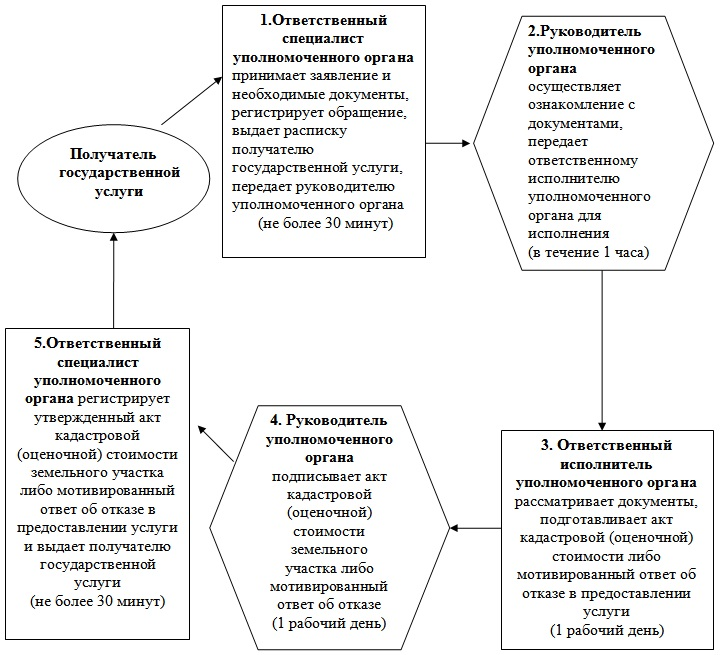 Получатель
государственной
услуги
1.Ответственный
специалист
уполномоченного органа
принимает заявление и
необходимые документы,
регистрирует обращение,
выдает расписку
получателю
государственной услуги,
передает руководителю
уполномоченного органа
(не более 30 минут)
2.Руководитель
уполномоченного
органа
осуществляет
ознакомление с
документами,
передает
ответственному
исполнителю
уполномоченного
органа для
исполнения
(в течение 1 часа)
3. Ответственный
исполнитель
уполномоченного органа
рассматривает документы,
подготавливает акт
кадастровой (оценочной)
стоимости либо
мотивированный ответ об
отказе в предоставлении
услуги
(1 рабочий день)
4. Руководитель
уполномоченного
органа
подписывает акт
кадастровой
(оценочной)
стоимости
земельного
участка либо
мотивированный
ответ об отказе
(1 рабочий день)
5.Ответственный
специалист
уполномоченного
органа регистрирует
утвержденный акт
кадастровой
(оценочной) стоимости
земельного участка
либо мотивированный
ответ об отказе в
предоставлении услуги
и выдает получателю
государственной
услуги
(не более 30 минут)